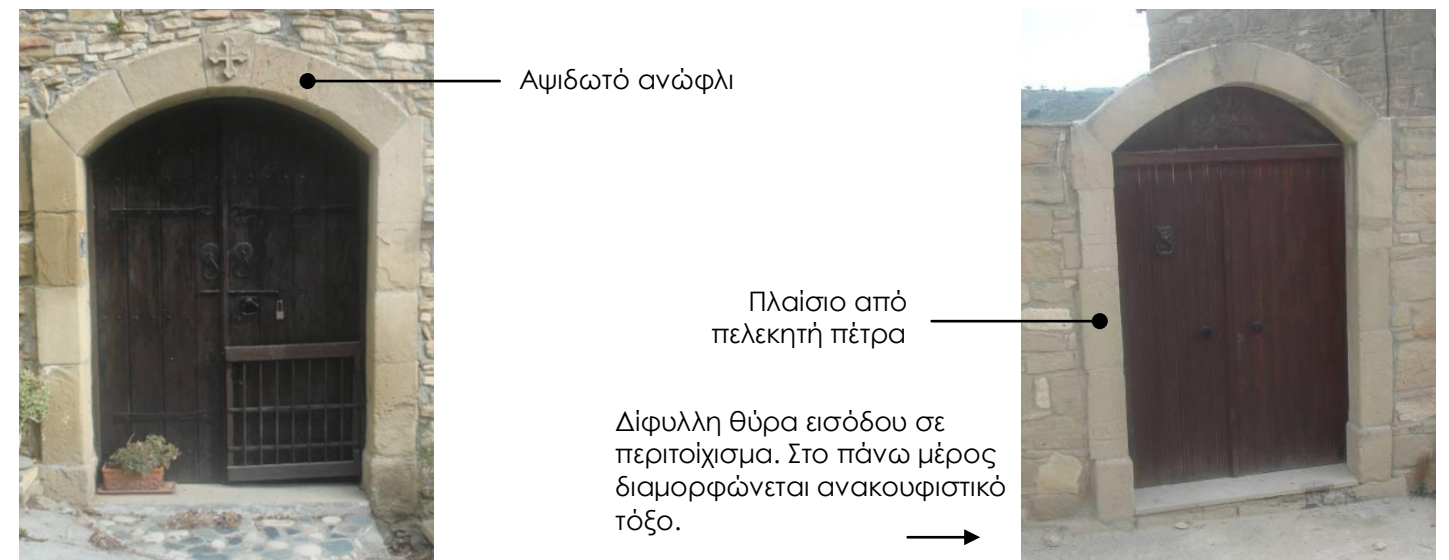 Αψιδωτό ανώφλι
Πλαίσιο από
πελεκητή πέτρα
Δίφυλλη θύρα εισόδου σε
περιτοίχισμα. Στο πάνω μέρος
διαμορφώνεται ανακουφιστικό
τόξο.